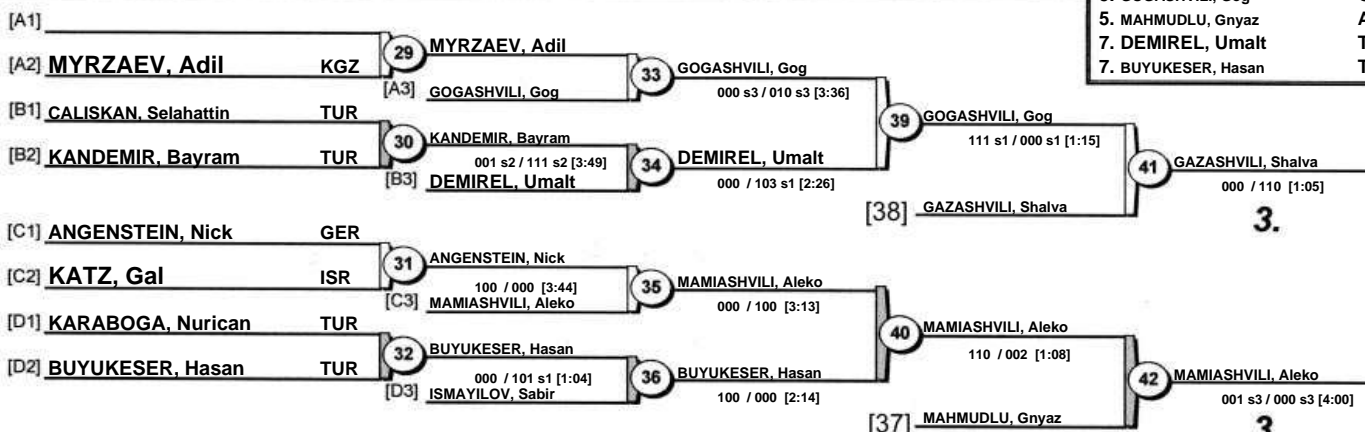 5. MAHMUDLU, Gnyaz A
7. DEMIREL, Umalt T
7. BUYUKESER, Hasan T
[A1]
[A2] MYRZAEV, Adil KGZ
29
MYRZAEV, Adil
[A3] GOGASHVILI, Gog
33
GOGASHVILI, Gog
000 s3 / 010 s3 [3:36]
[B1] CALISKAN, Selahattin TUR
[B2] KANDEMIR, Bayram TUR
30
KANDEMIR, Bayram
001 s2 / 111 s2 [3:49]
[B3] DEMIREL, Umalt
34
DEMIREL, Umalt
000 / 103 s1 [2:26]
39
GOGASHVILI, Gog
111 s1 / 000 s1 [1:15]
[38] GAZASHVILI, Shalva
41
GAZASHVILI, Shalva
000 / 110 [1:05]
3.
[C1] ANGENSTEIN, Nick GER
[C2] KATZ, Gal ISR
31
ANGENSTEIN, Nick
100 / 000 [3:44]
[C3] MAMIASHVILI, Aleko
35
MAMIASHVILI, Aleko
000 / 100 [3:13]
[D1] KARABOGA, Nurican TUR
[D2] BUYUKESER, Hasan TUR
32
BUYUKESER, Hasan
000 / 101 s1 [1:04]
[D3] ISMAYILOV, Sabir
36
BUYUKESER, Hasan
100 / 000 [2:14]
40
MAMIASHVILI, Aleko
110 / 002 [1:08]
[37] MAHMUDLU, Gnyaz
42
MAMIASHVILI, Aleko
001 s3 / 000 s3 [4:00]
3